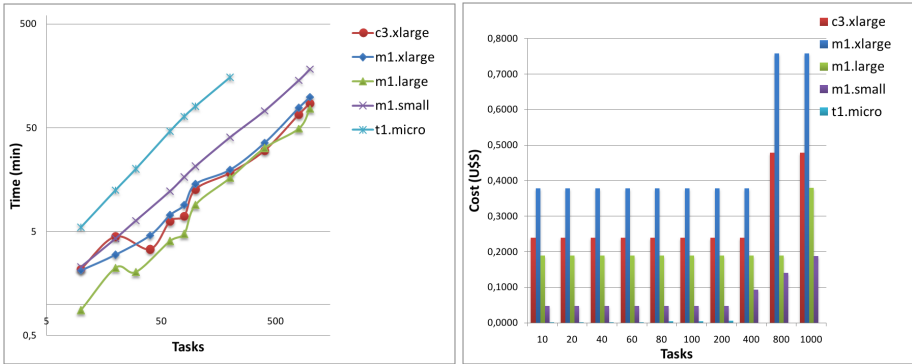 500
50
5
0,5
Time (min)
5
50
500
Tasks
c3.xlarge
m1.xlarge
m1.large
m1.small
t1.micro
0,8000
0,7000
0,6000
0,5000
0,4000
0,3000
0,2000
0,1000
0,0000
Cost (U$S)
10 20 40 60 80 100 200 400 800 1000
Tasks
c3.xlarge
m1.xlarge
m1.large
m1.small
t1.micro